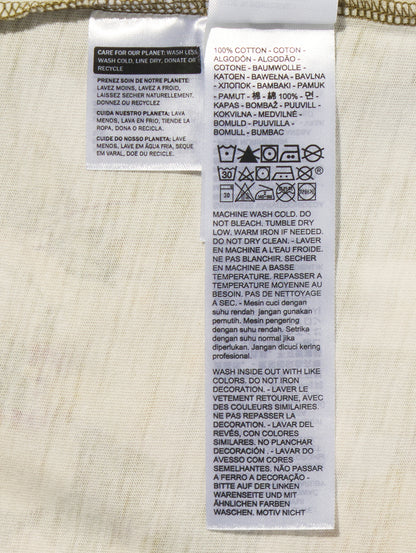 CARE FOR OUR PLANET: WASH LESS
WASH COLD, LINE DRY, DONATE OR
RECYCLE
PRENEZ SOIN DE NOTRE PLANETE:
LAVEZ MOINS, LAVEZ A FROID,
LAISSEZ SECHER NATURELLEMENT,
DONNEZ OU RECYCLEZ
CUIDA NUESTRO PLANETA: LAVA
MENOS, LAVA EN FRIO, TIENDE LA
ROPA, DONA O RECICLA.
CUIDE DO NOSSO PLANETA: LAVE
MENOS, LAVE EM ÁGUA FRIA, SEQUE
EM VARAL, DOE OU RECICLE.
100% COTTON - COTON -
ALGODÓN - ALGODÃO -
COTONE - BAUMWOLLE -
KATOEN - BAWEŁNA - BAVLNA
- ХЛОПОК - BAMBAKI - PAMUK
- PAMUT - 棉 - 綿 100% - 면 -
KAPAS - BOMBAŽ - PUUVILL -
KOKVILNA - MEDVILNĖ -
BOMULD - PUUVILLA -
BOMULL - BUMBAC
30
®
30
MACHINE WASH COLD. DO
NOT BLEACH. TUMBLE DRY
LOW. WARM IRON IF NEEDED.
DO NOT DRY CLEAN. - LAVER
EN MACHINE A L'EAU FROIDE.
NE PAS BLANCHIR. SECHER
EN MACHINE A BASSE
TEMPERATURE. REPASSER A
TEMPERATURE MOYENNE AU
BESOIN. PAS DE NETTOYAGE
A SEC. - Mesin cuci dengan
suhu rendah jangan gunakan
pemutih. Mesin pengering
dengan suhu rendah. Setrika
dengan suhu normal jika
diperlukan. Jangan dicuci kering
profesional.
WASH INSIDE OUT WITH LIKE
COLORS. DO NOT IRON
DECORATION. - LAVER LE
VETEMENT RETOURNE, AVEC
DES COULEURS SIMILAIRES.
NE PAS REPASSER LA
DECORATION. - LAVAR DEL
REVÉS, CON COLORES
SIMILARES. NO PLANCHAR
DECORACIÓN . - LAVAR DO
AVESSO COM CORES
SEMELHANTES. NÃO PASSAR
A FERRO A DECORAÇÃO -
BITTE AUF DER LINKEN
WARENSEITE UND MIT
ÄHNLICHEN FARBEN
WASCHEN. MOTIV NICHT